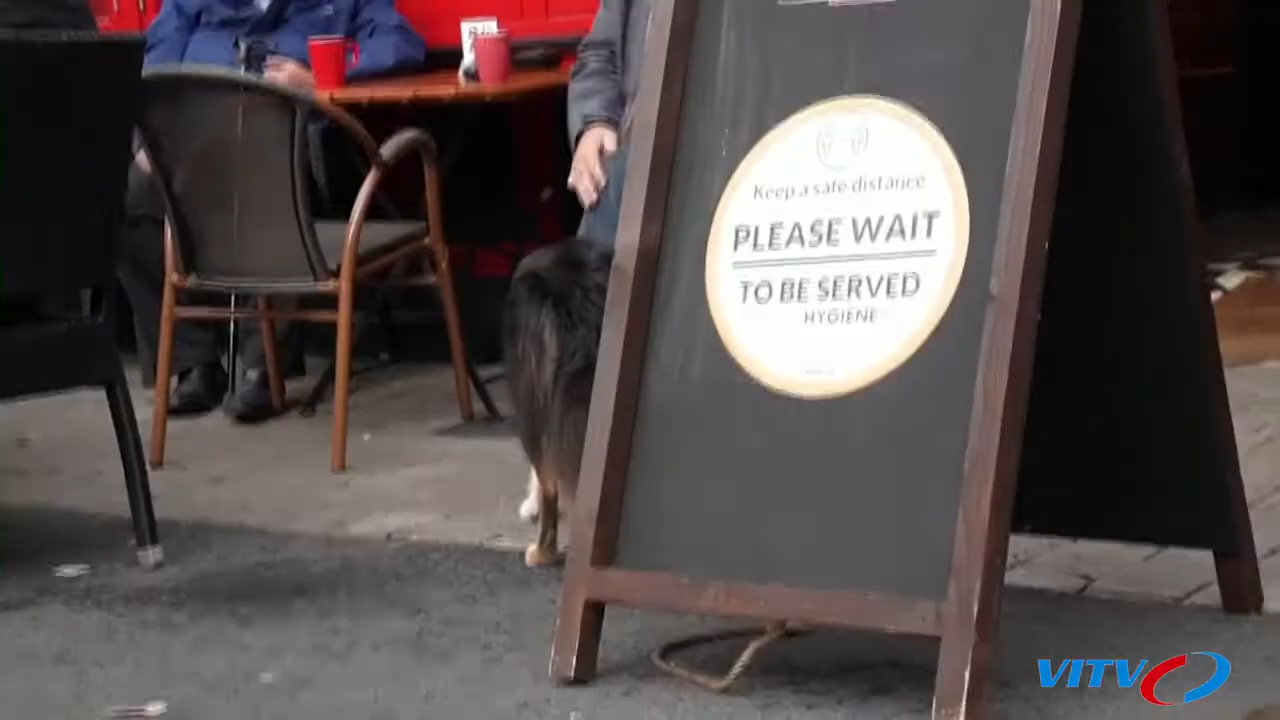 Keep a safe distance
PLEASE WAIT
TO BE SERVED
HYGIENE
VITV